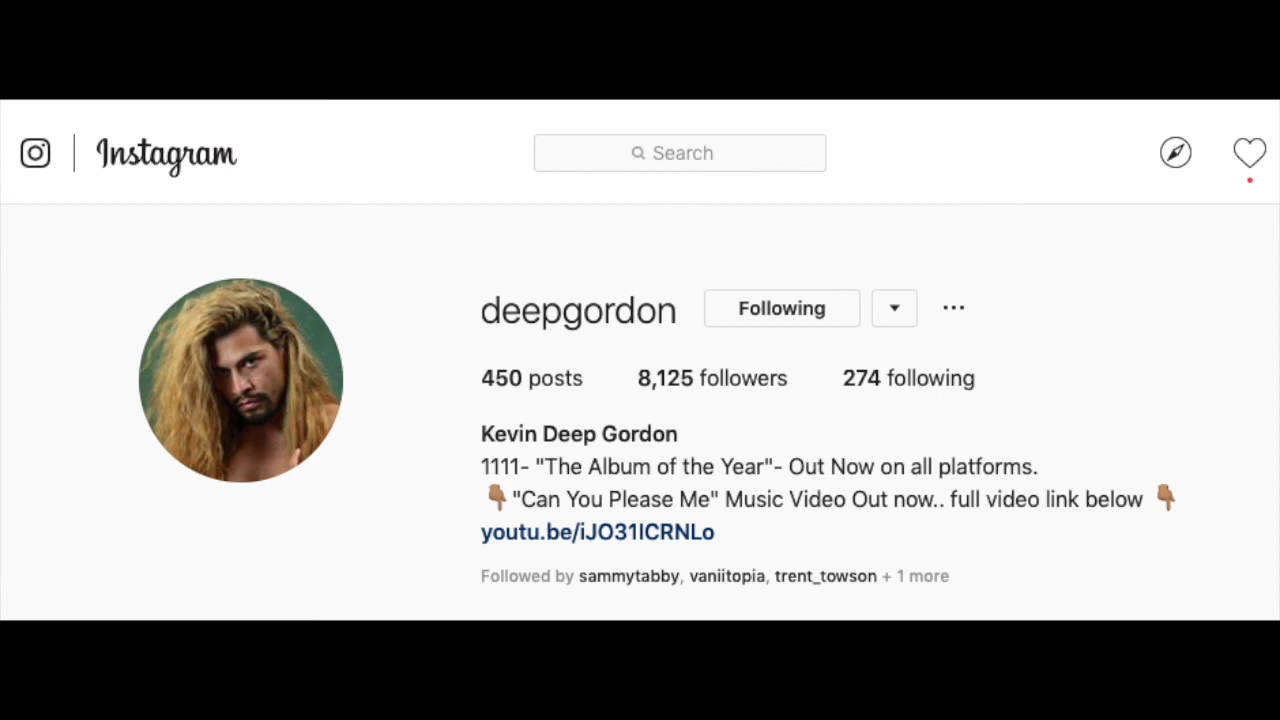 Instagram
Search
deepgordon Following
450 posts 8,125 followers 274 following
Kevin Deep Gordon
1111- "The Album of the Year"- Out Now on all platforms.
👇🏽"Can You Please Me" Music Video Out now.. full video link below 👇🏽
youtu.be/iJO31lCRNLo
Followed by sammytabby, vaniitopia, trent_towson + 1 more